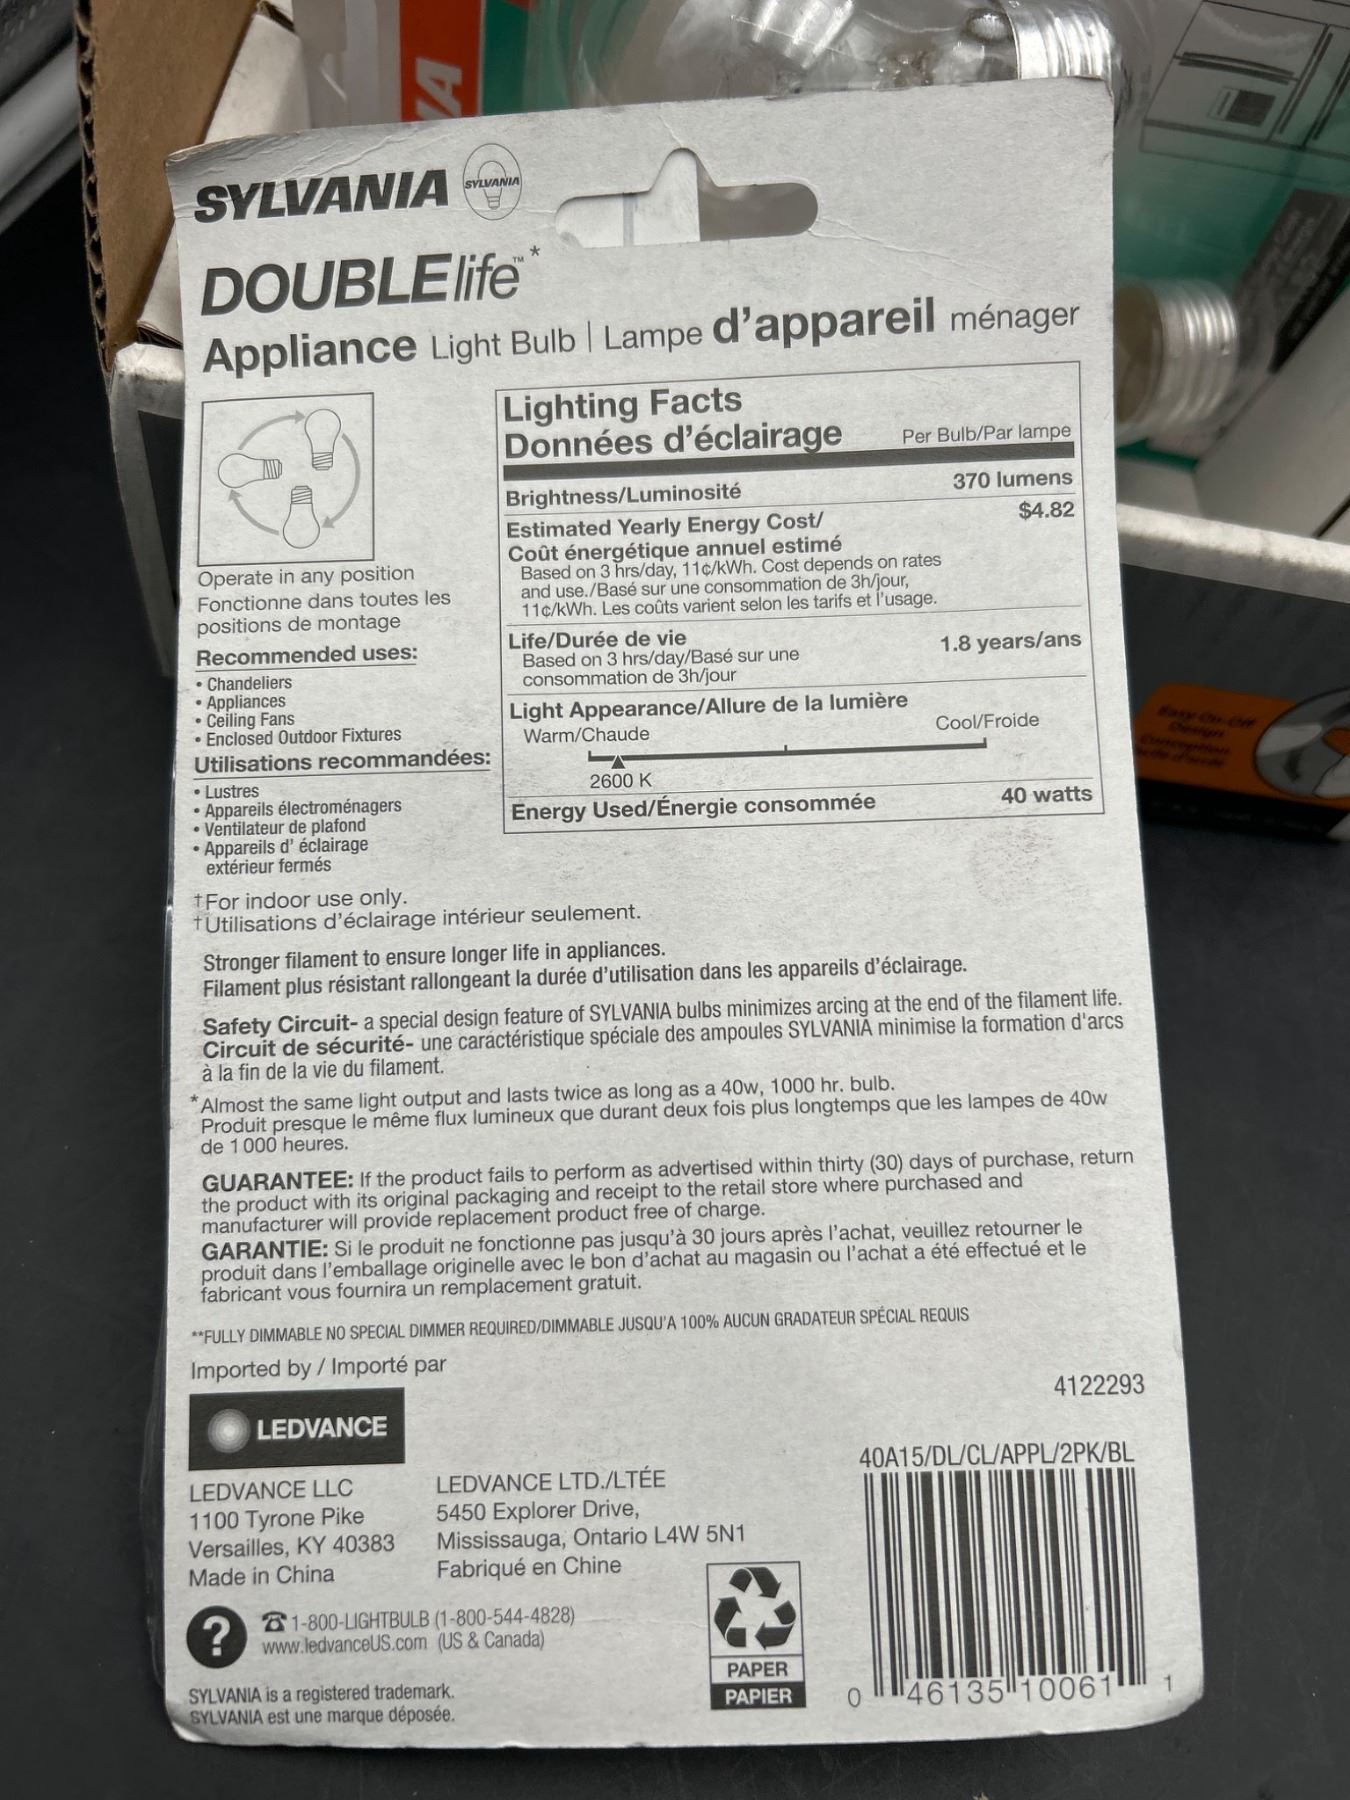 VA
SYLVANIA SYLVANIA
DOUBLElife™*
Appliance Light Bulb | Lampe d'appareil ménager
Operate in any position
Fonctionne dans toutes les
positions de montage
Recommended uses:
• Chandeliers
• Appliances
• Ceiling Fans
• Enclosed Outdoor Fixtures
Utilisations recommandées:
• Lustres
• Appareils électroménagers
• Ventilateur de plafond
• Appareils d' éclairage
extérieur fermés
Lighting Facts
Données d'éclairage Per Bulb/Par lampe
Brightness/Luminosité 370 lumens
Estimated Yearly Energy Cost/ $4.82
Coût énergétique annuel estimé
Based on 3 hrs/day, 11¢/kWh. Cost depends on rates
and use./Basé sur une consommation de 3h/jour,
11¢/kWh. Les coûts varient selon les tarifs et l'usage.
Life/Durée de vie 1.8 years/ans
Based on 3 hrs/day/Basé sur une
consommation de 3h/jour
Light Appearance/Allure de la lumière
Warm/Chaude Cool/Froide
2600 K
Energy Used/Énergie consommée 40 watts
†For indoor use only.
†Utilisations d'éclairage intérieur seulement.
Stronger filament to ensure longer life in appliances.
Filament plus résistant rallongeant la durée d'utilisation dans les appareils d'éclairage.
Safety Circuit- a special design feature of SYLVANIA bulbs minimizes arcing at the end of the filament life.
Circuit de sécurité- une caractéristique spéciale des ampoules SYLVANIA minimise la formation d'arcs
à la fin de la vie du filament.
*Almost the same light output and lasts twice as long as a 40w, 1000 hr. bulb.
Produit presque le même flux lumineux que durant deux fois plus longtemps que les lampes de 40w
de 1 000 heures.
GUARANTEE: If the product fails to perform as advertised within thirty (30) days of purchase, return
the product with its original packaging and receipt to the retail store where purchased and
manufacturer will provide replacement product free of charge.
GARANTIE: Si le produit ne fonctionne pas jusqu'à 30 jours après l'achat, veuillez retourner le
produit dans l'emballage originelle avec le bon d'achat au magasin ou l'achat a été effectué et le
fabricant vous fournira un remplacement gratuit.
**FULLY DIMMABLE NO SPECIAL DIMMER REQUIRED/DIMMABLE JUSQU'A 100% AUCUN GRADATEUR SPÉCIAL REQUIS
Imported by / Importé par
LEDVANCE
LEDVANCE LLC
1100 Tyrone Pike
Versailles, KY 40383
Made in China
LEDVANCE LTD./LTÉE
5450 Explorer Drive,
Mississauga, Ontario L4W 5N1
Fabriqué en Chine
? ☎ 1-800-LIGHTBULB (1-800-544-4828)
www.ledvanceUS.com (US & Canada)
SYLVANIA is a registered trademark.
SYLVANIA est une marque déposée.
PAPER
PAPIER
4122293
40A15/DL/CL/APPL/2PK/BL
0 46135 10061 1
Easy On-Off
Design